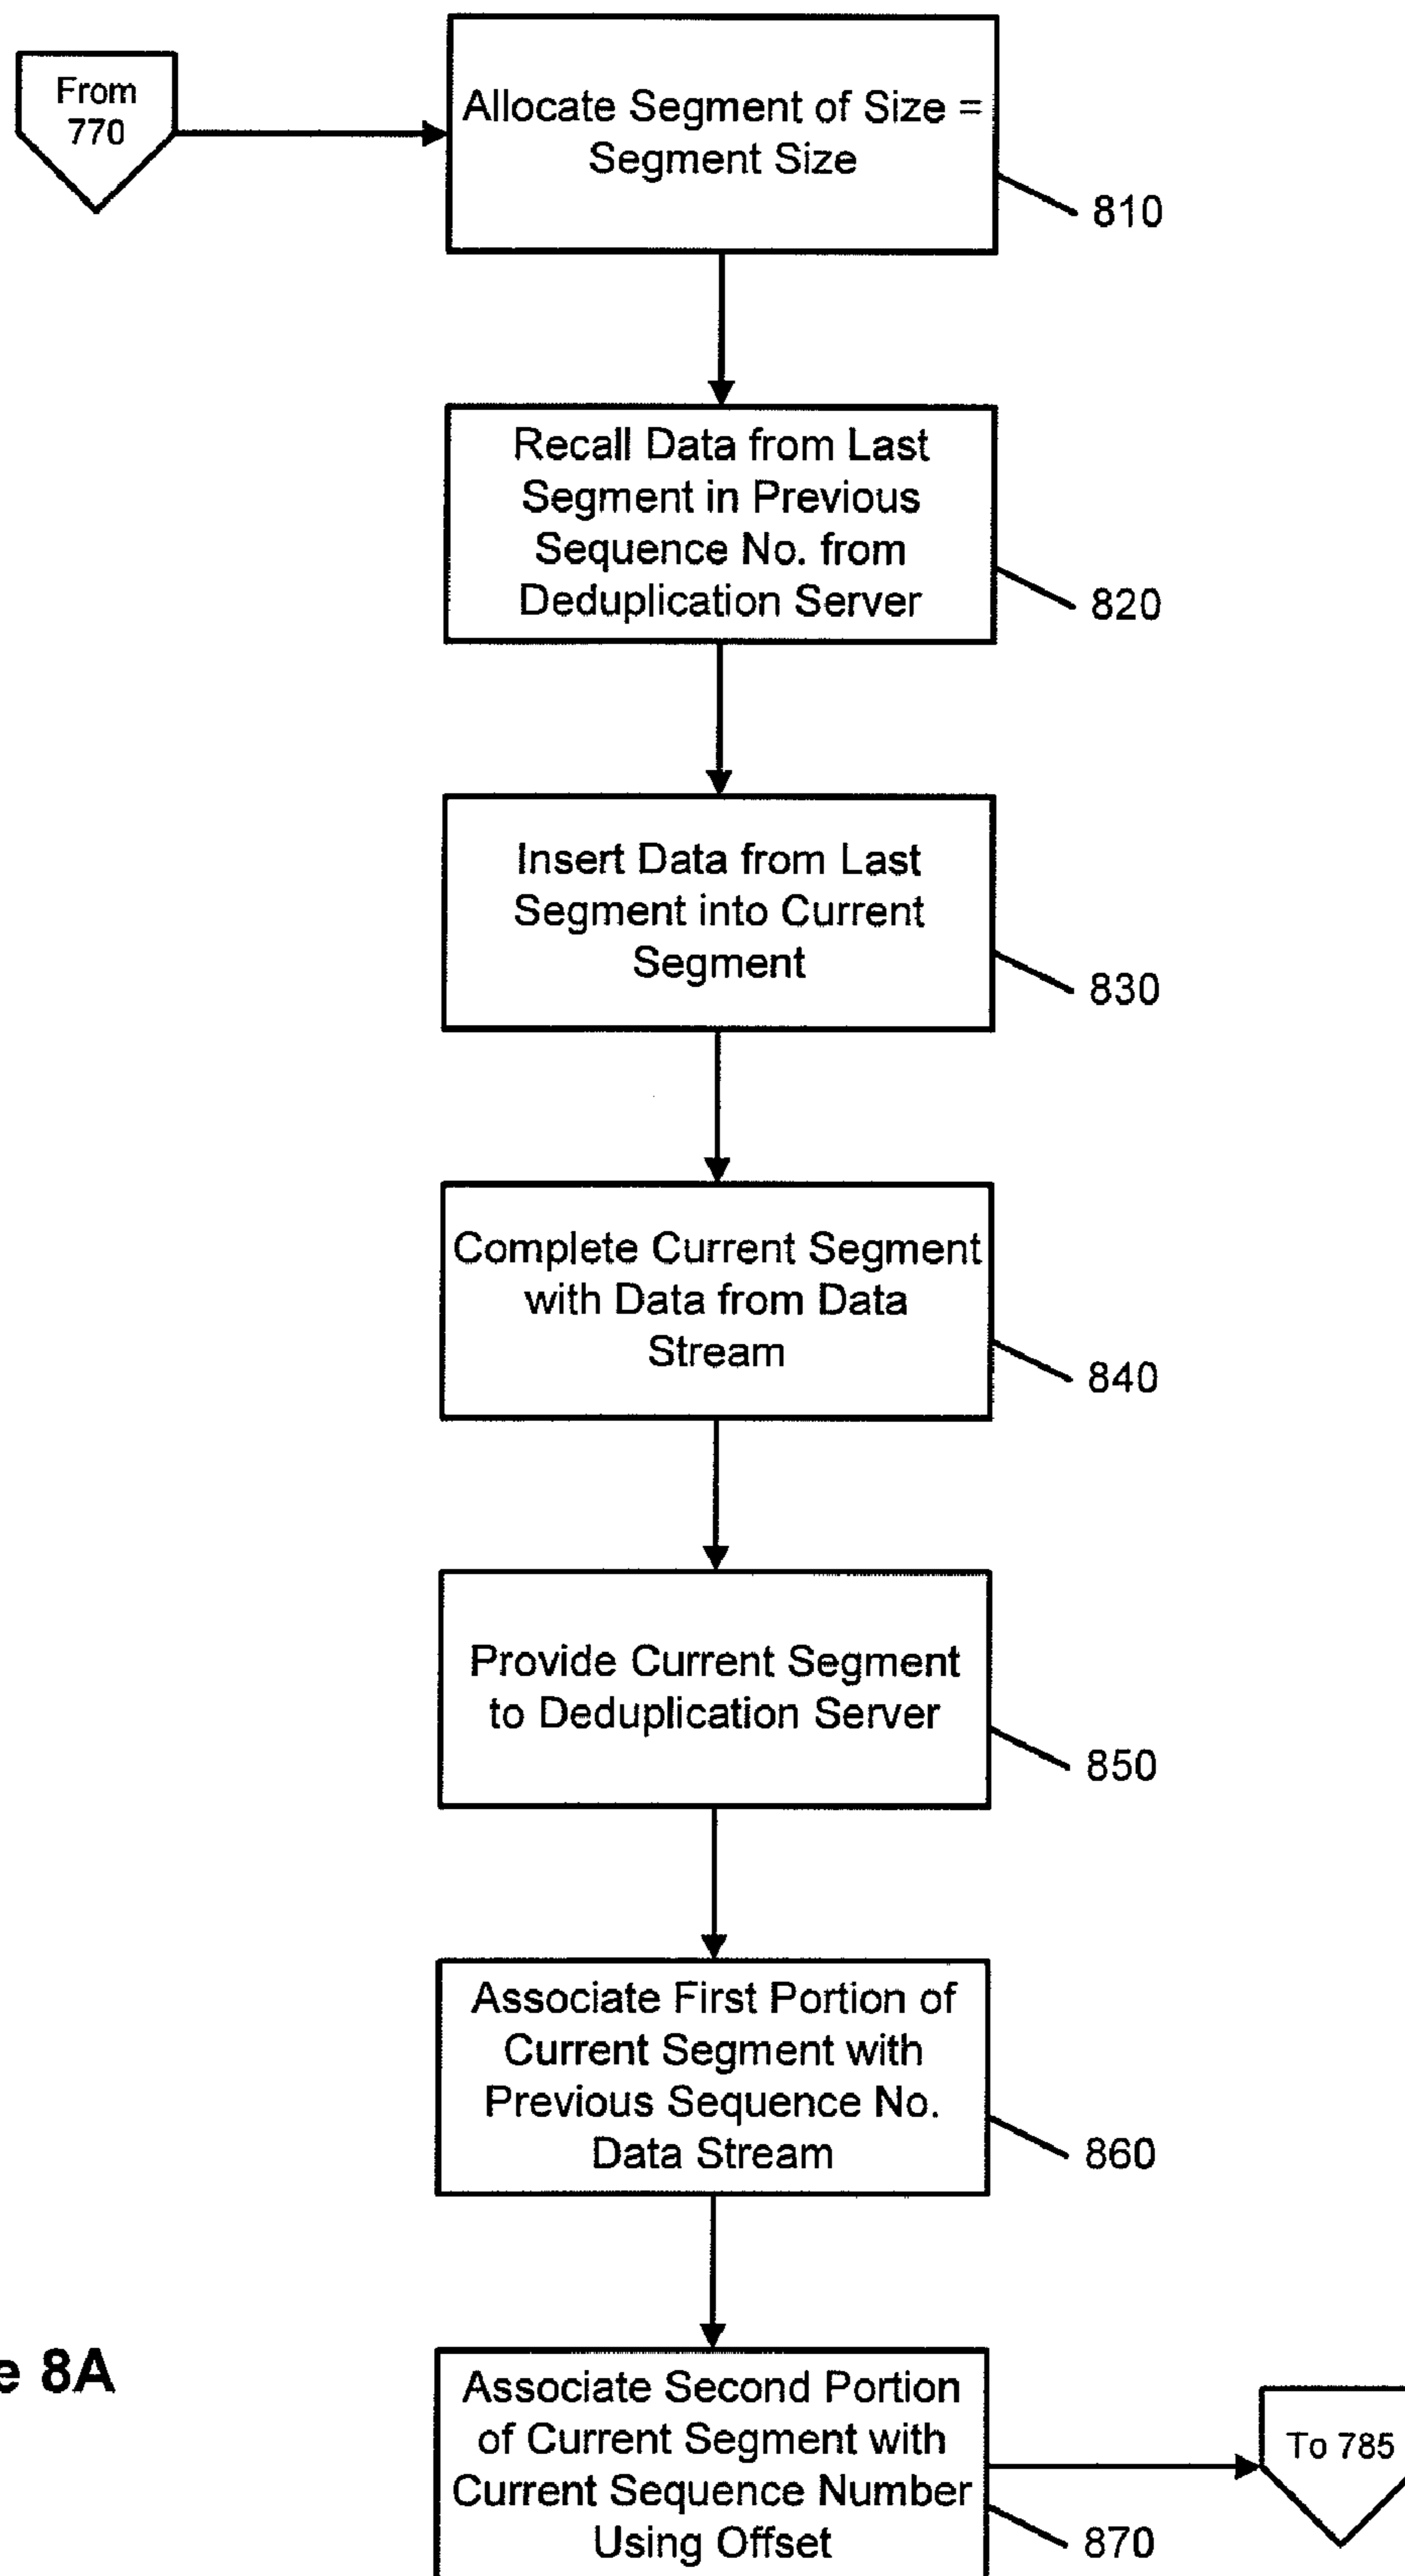 From
770
Allocate Segment of Size =
Segment Size
810
Recall Data from Last
Segment in Previous
Sequence No. from
Deduplication Server
820
Insert Data from Last
Segment into Current
Segment
830
Complete Current Segment
with Data from Data
Stream
840
Provide Current Segment
to Deduplication Server
850
Associate First Portion of
Current Segment with
Previous Sequence No.
Data Stream
860
e 8A
Associate Second Portion
of Current Segment with
Current Sequence Number
Using Offset
870
To 785